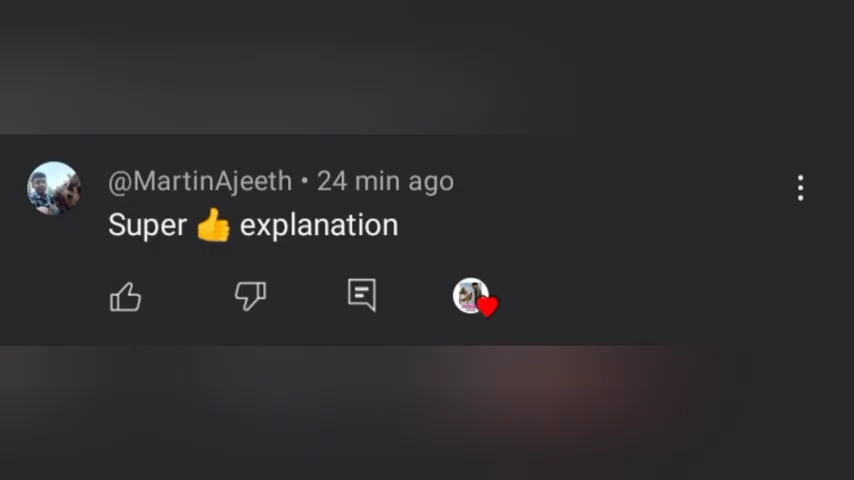 @MartinAjeeth • 24 min ago
Super 👍 explanation